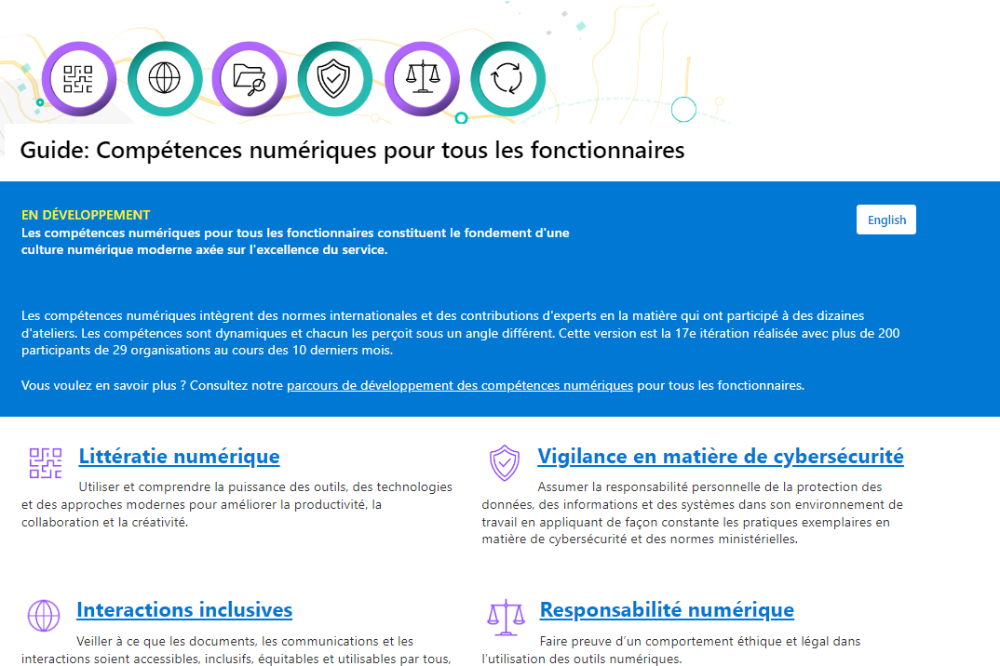 Guide: Compétences numériques pour tous les fonctionnaires
EN DÉVELOPPEMENT
English
Les compétences numériques pour tous les fonctionnaires constituent le fondement d'une
culture numérique moderne axée sur l'excellence du service.
Les compétences numériques intègrent des normes internationales et des contributions d'experts en la matière qui ont participé à des dizaines
d'ateliers. Les compétences sont dynamiques et chacun les perçoit sous un angle différent. Cette version est la 17e itération réalisée avec plus de 200
participants de 29 organisations au cours des 10 derniers mois.
Vous voulez en savoir plus ? Consultez notre parcours de développement des compétences numériques pour tous les fonctionnaires.
Littératie numérique
Utiliser et comprendre la puissance des outils, des technologies
et des approches modernes pour améliorer la productivité, la
collaboration et la créativité.
Vigilance en matière de cybersécurité
Assumer la responsabilité personnelle de la protection des
données, des informations et des systèmes dans son environnement de
travail en appliquant de façon constante les pratiques exemplaires en
matière de cybersécurité et des normes ministérielles.
Interactions inclusives
Veiller à ce que les documents, les communications et les
interactions soient accessibles, inclusifs, équitables et utilisables par tous,
Responsabilité numérique
Faire preuve d'un comportement éthique et légal dans
l'utilisation des outils numériques.